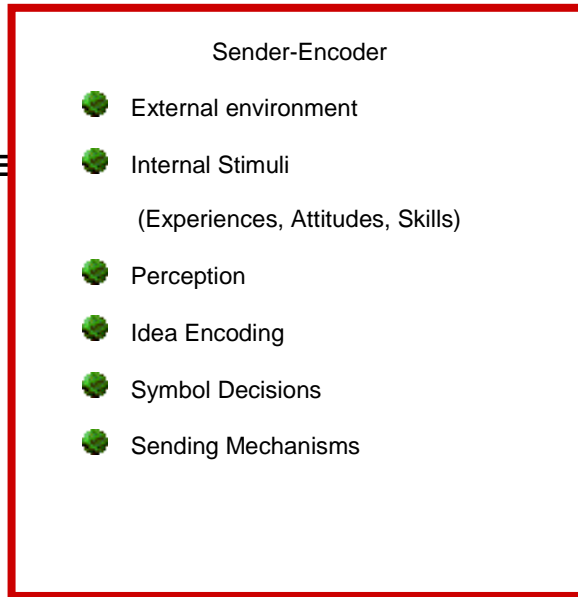 Sender-Encoder
External environment
Internal Stimuli
(Experiences, Attitudes, Skills)
Perception
Idea Encoding
Symbol Decisions
Sending Mechanisms